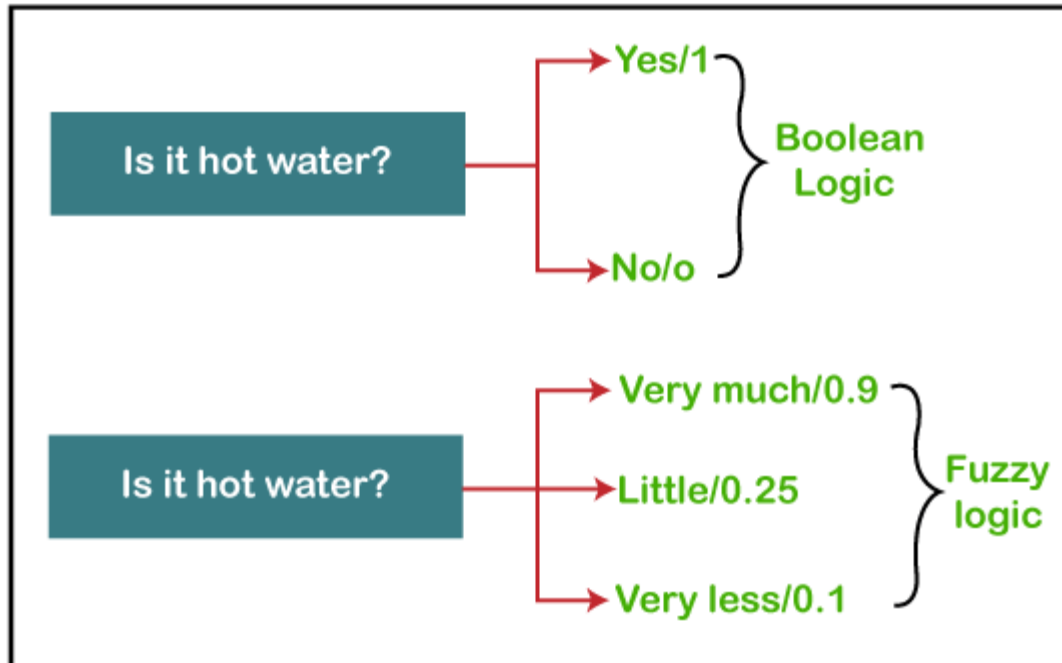 Is it hot water?
Yes/1
No/o
Boolean
Logic
Is it hot water?
Very much/0.9
Little/0.25
Very less/0.1
Fuzzy
logic